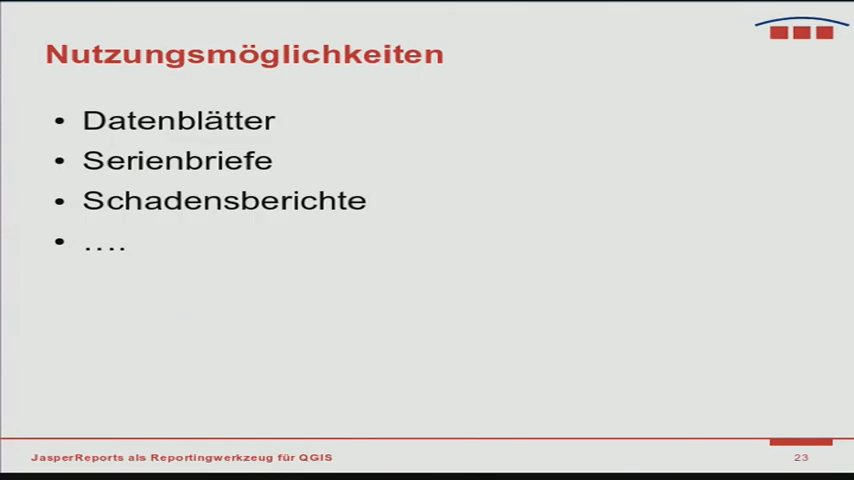 Nutzungsmöglichkeiten
• Datenblätter
• Serienbriefe
• Schadensberichte
• ....
JasperReports als Reportingwerkzeug für QGIS
23